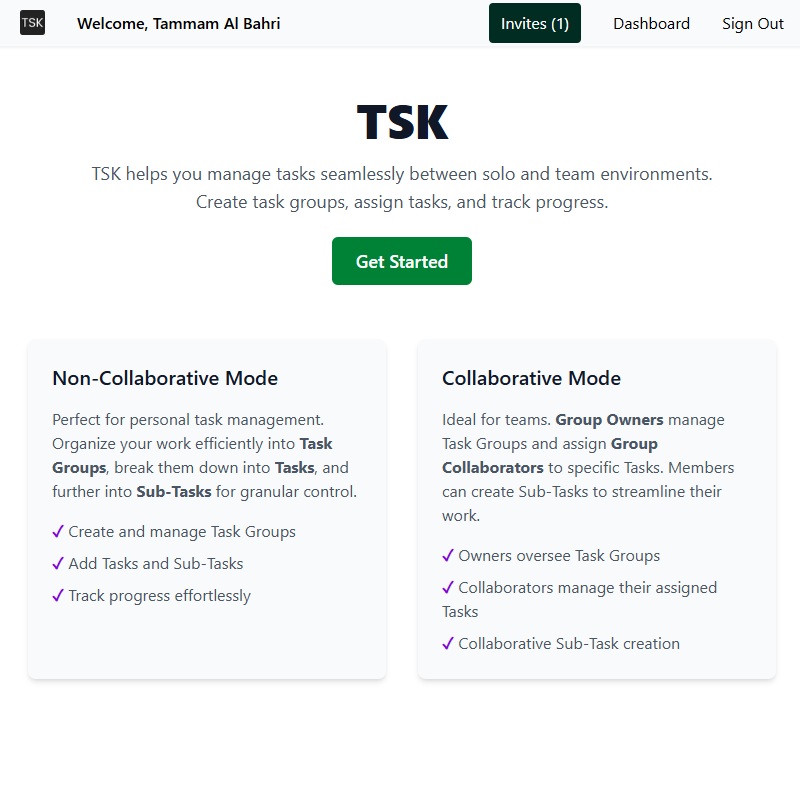 TSK
Welcome, Tammam Al Bahri
Invites (1)
Dashboard
Sign Out
TSK
TSK helps you manage tasks seamlessly between solo and team environments.
Create task groups, assign tasks, and track progress.
Get Started
Non-Collaborative Mode
Perfect for personal task management.
Organize your work efficiently into Task
Groups, break them down into Tasks, and
further into Sub-Tasks for granular control.
✓ Create and manage Task Groups
✓ Add Tasks and Sub-Tasks
✓ Track progress effortlessly
Collaborative Mode
Ideal for teams. Group Owners manage
Task Groups and assign Group
Collaborators to specific Tasks. Members
can create Sub-Tasks to streamline their
work.
✓ Owners oversee Task Groups
✓ Collaborators manage their assigned
Tasks
✓ Collaborative Sub-Task creation